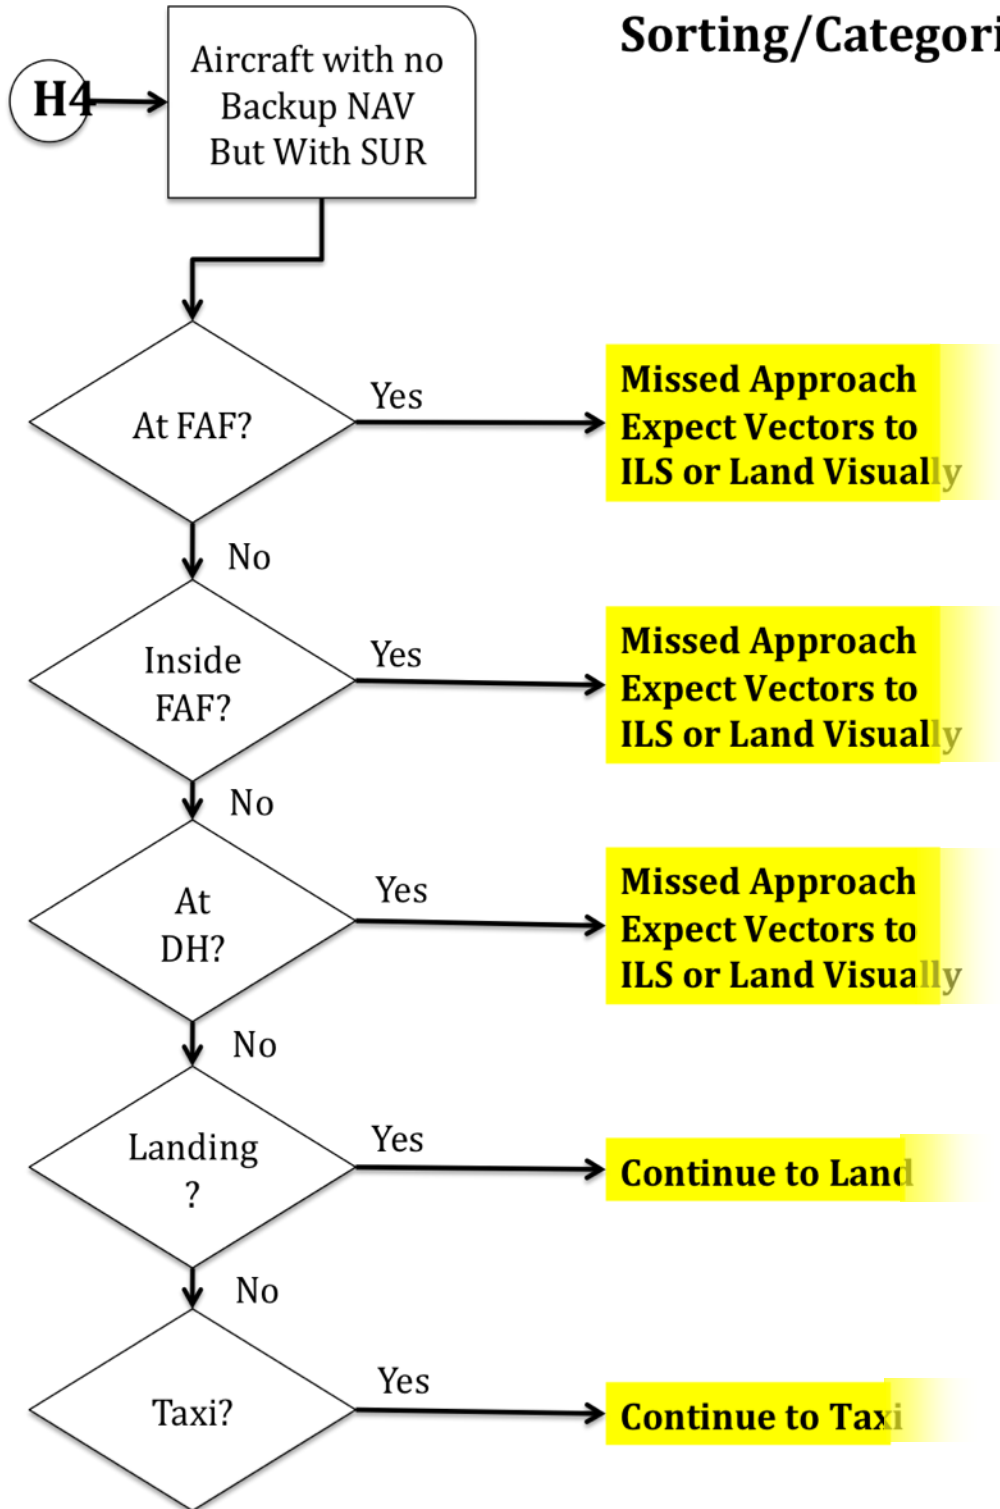 Sorting/Categori
H4
Aircraft with no
Backup NAV
But With SUR
At FAF?
Yes
Missed Approach
Expect Vectors to
ILS or Land Visually
No
Inside
FAF?
Yes
Missed Approach
Expect Vectors to
ILS or Land Visually
No
At
DH?
Yes
Missed Approach
Expect Vectors to
ILS or Land Visually
No
Landing
?
Yes
Continue to Land
No
Taxi?
Yes
Continue to Taxi